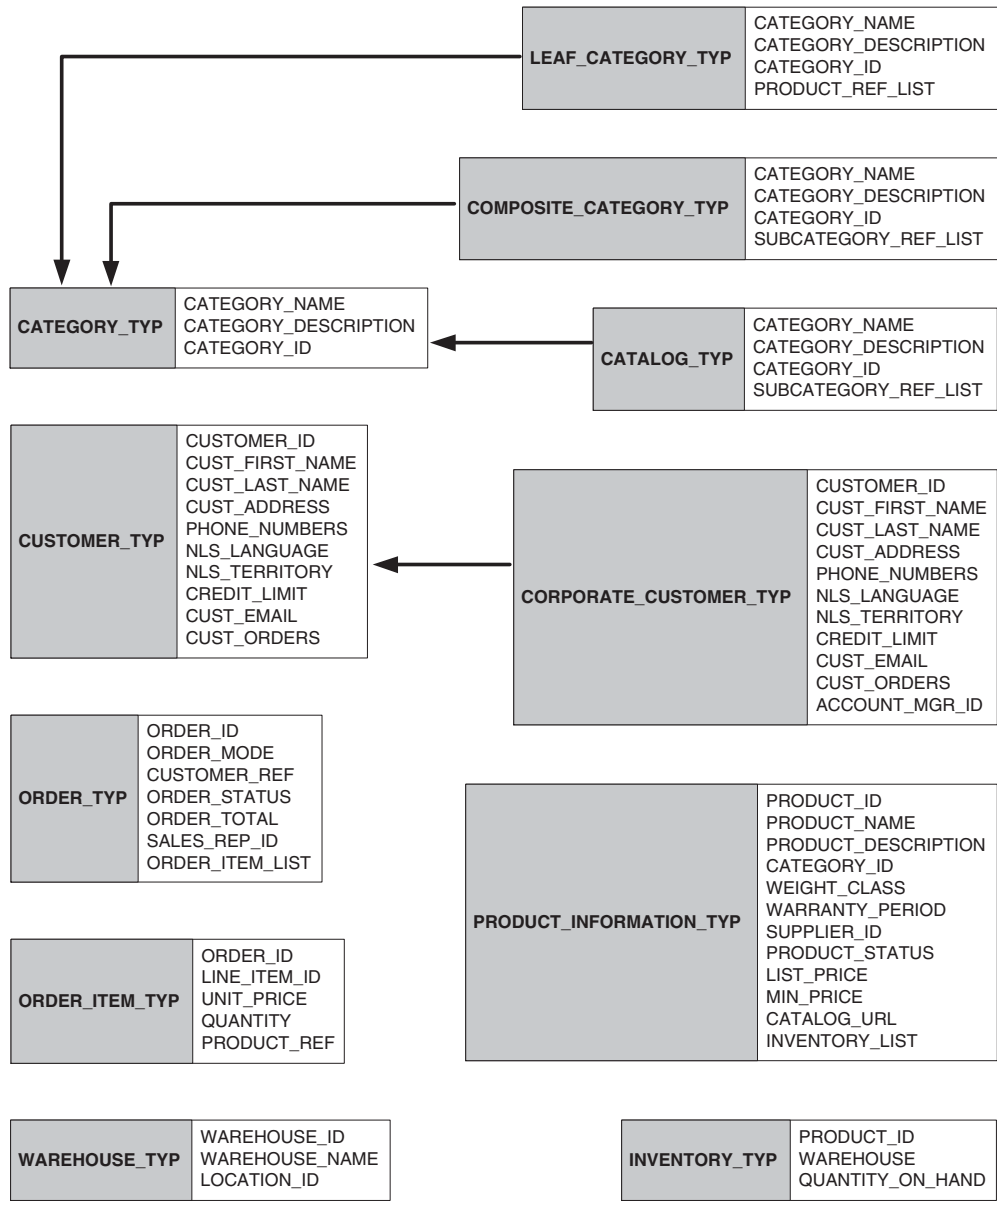 LEAF_CATEGORY_TYP
CATEGORY_NAME
CATEGORY_DESCRIPTION
CATEGORY_ID
PRODUCT_REF_LIST
COMPOSITE_CATEGORY_TYP
CATEGORY_NAME
CATEGORY_DESCRIPTION
CATEGORY_ID
SUBCATEGORY_REF_LIST
CATEGORY_TYP
CATEGORY_NAME
CATEGORY_DESCRIPTION
CATEGORY_ID
CATALOG_TYP
CATEGORY_NAME
CATEGORY_DESCRIPTION
CATEGORY_ID
SUBCATEGORY_REF_LIST
CUSTOMER_TYP
CUSTOMER_ID
CUST_FIRST_NAME
CUST_LAST_NAME
CUST_ADDRESS
PHONE_NUMBERS
NLS_LANGUAGE
NLS_TERRITORY
CREDIT_LIMIT
CUST_EMAIL
CUST_ORDERS
CORPORATE_CUSTOMER_TYP
CUSTOMER_ID
CUST_FIRST_NAME
CUST_LAST_NAME
CUST_ADDRESS
PHONE_NUMBERS
NLS_LANGUAGE
NLS_TERRITORY
CREDIT_LIMIT
CUST_EMAIL
CUST_ORDERS
ACCOUNT_MGR_ID
ORDER_TYP
ORDER_ID
ORDER_MODE
CUSTOMER_REF
ORDER_STATUS
ORDER_TOTAL
SALES_REP_ID
ORDER_ITEM_LIST
PRODUCT_INFORMATION_TYP
PRODUCT_ID
PRODUCT_NAME
PRODUCT_DESCRIPTION
CATEGORY_ID
WEIGHT_CLASS
WARRANTY_PERIOD
SUPPLIER_ID
PRODUCT_STATUS
LIST_PRICE
MIN_PRICE
CATALOG_URL
INVENTORY_LIST
ORDER_ITEM_TYP
ORDER_ID
LINE_ITEM_ID
UNIT_PRICE
QUANTITY
PRODUCT_REF
WAREHOUSE_TYP
WAREHOUSE_ID
WAREHOUSE_NAME
LOCATION_ID
INVENTORY_TYP
PRODUCT_ID
WAREHOUSE
QUANTITY_ON_HAND